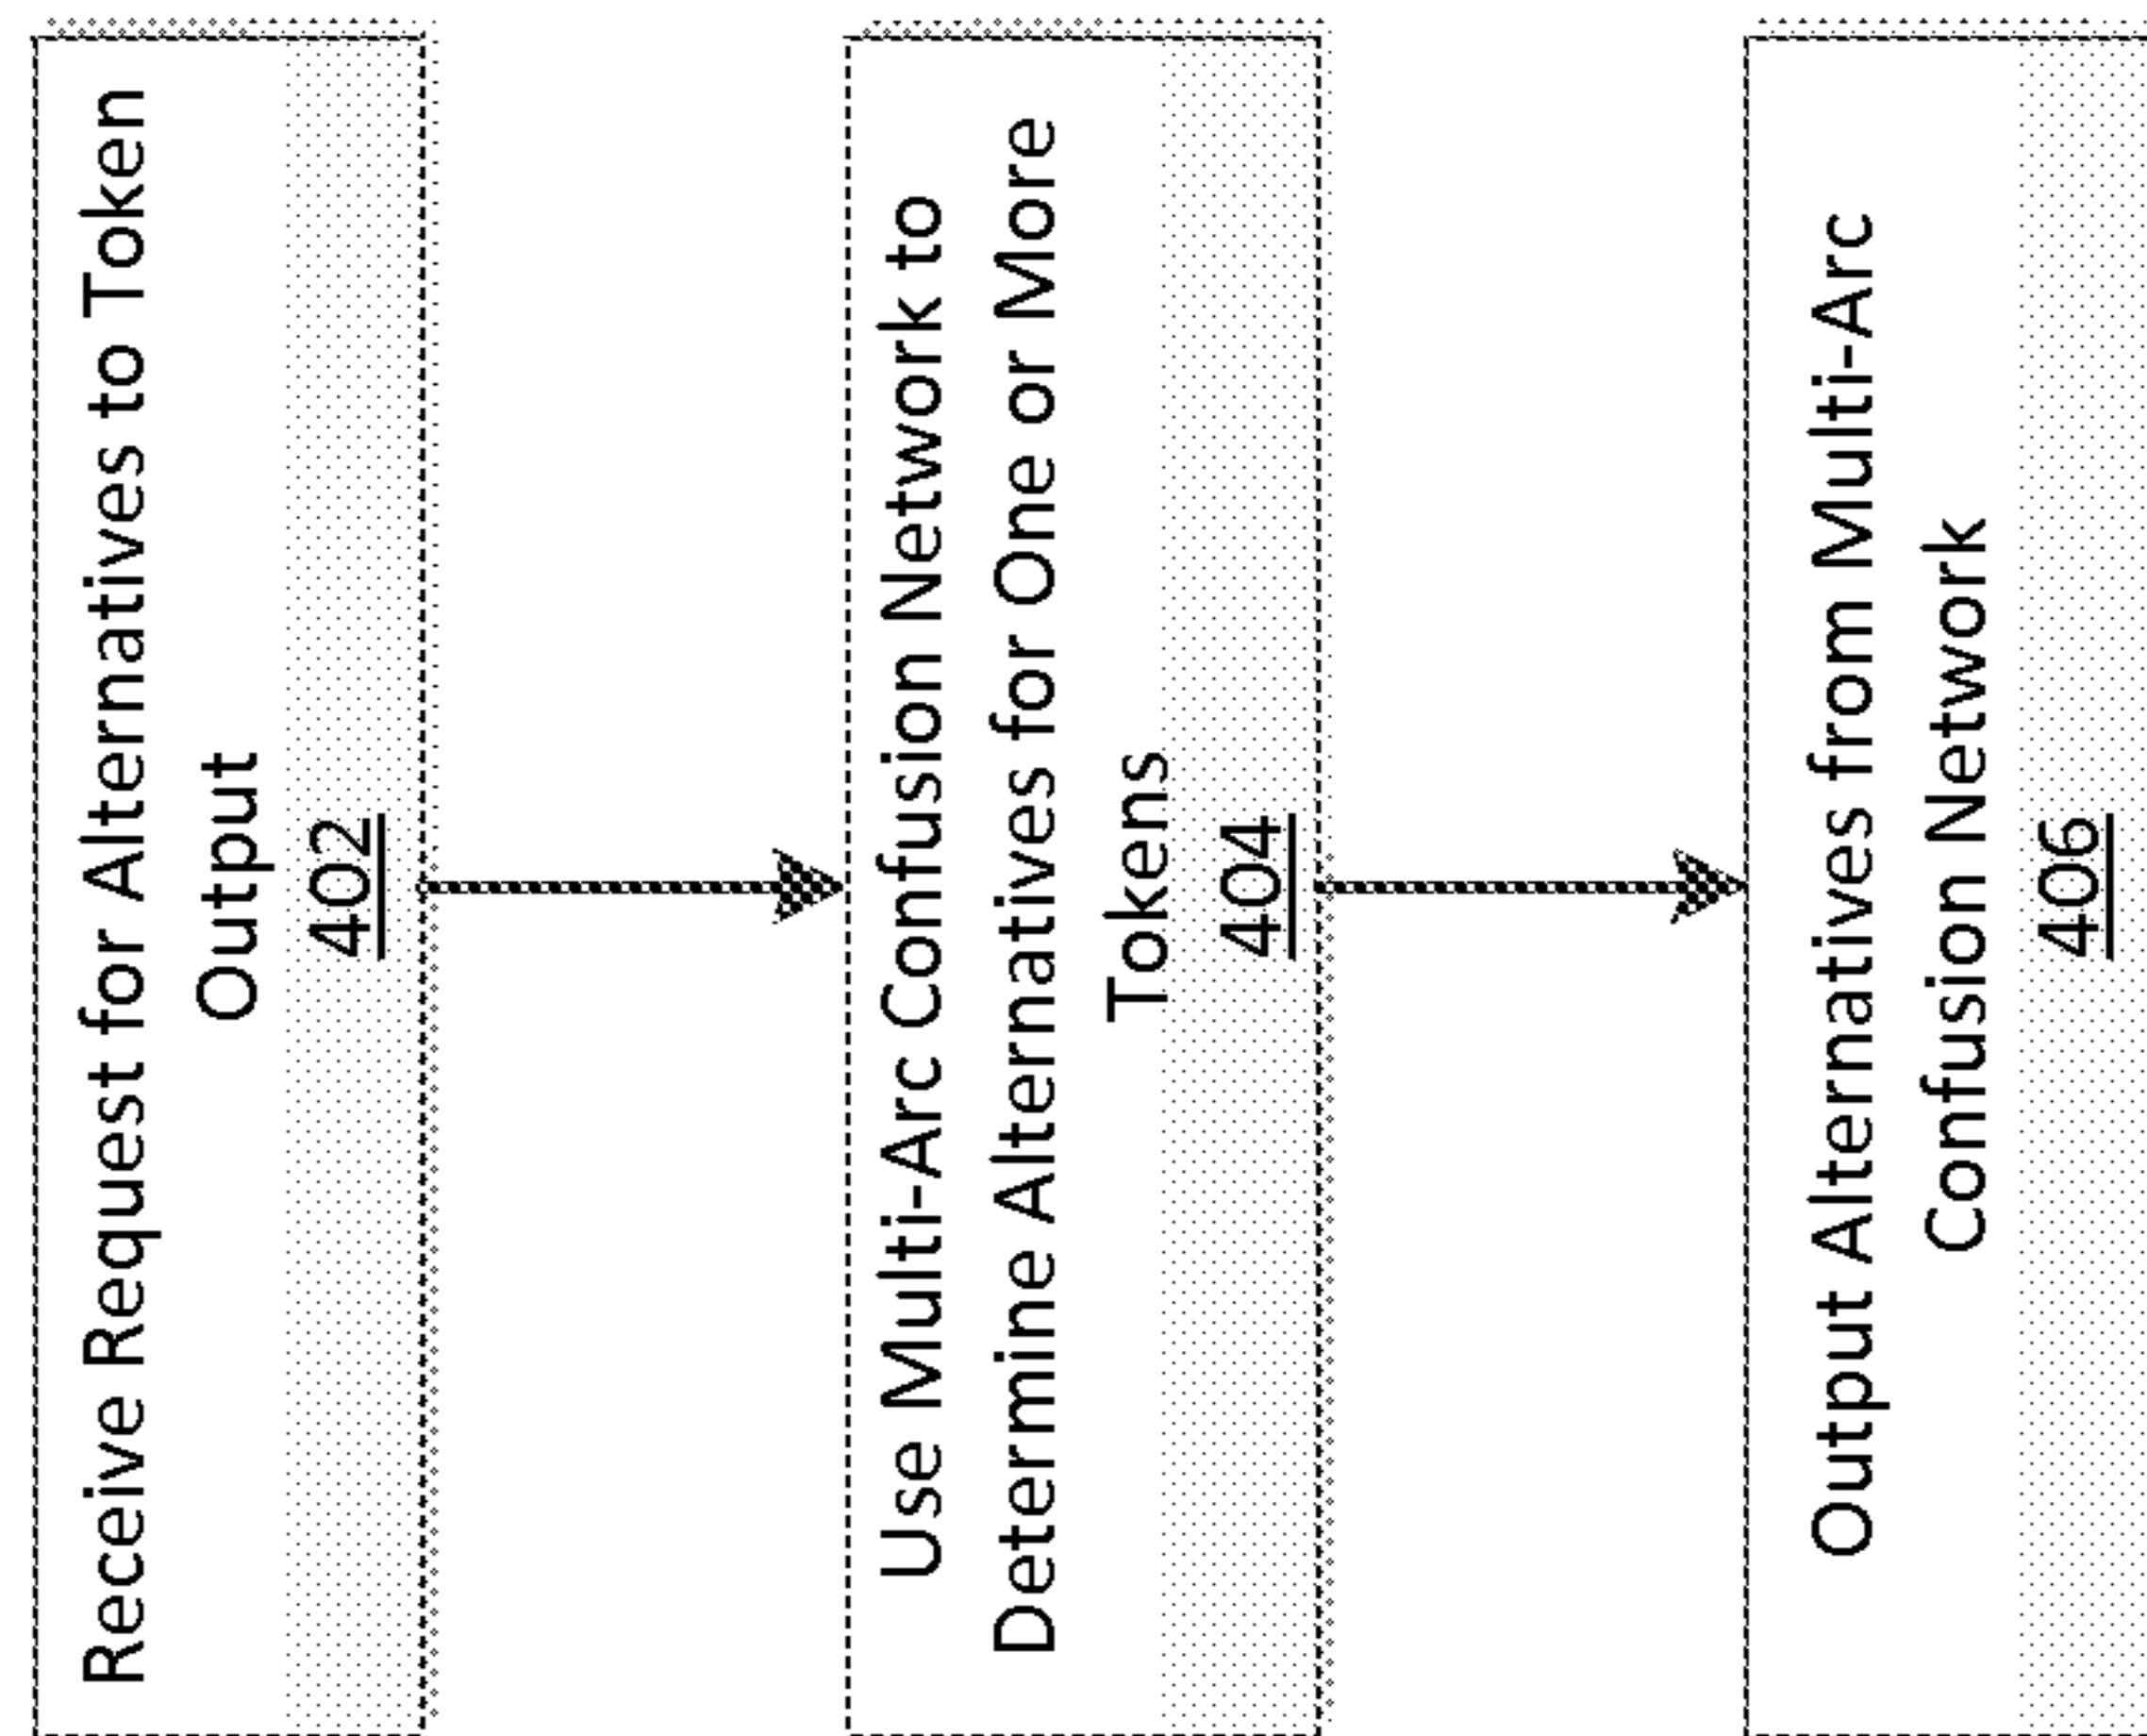 Receive Request for Alternatives to Token
Output
402
Use Multi-Arc Confusion Network to
Determine Alternatives for One or More
Tokens
404
Output Alternatives from Multi-Arc
Confusion Network
406